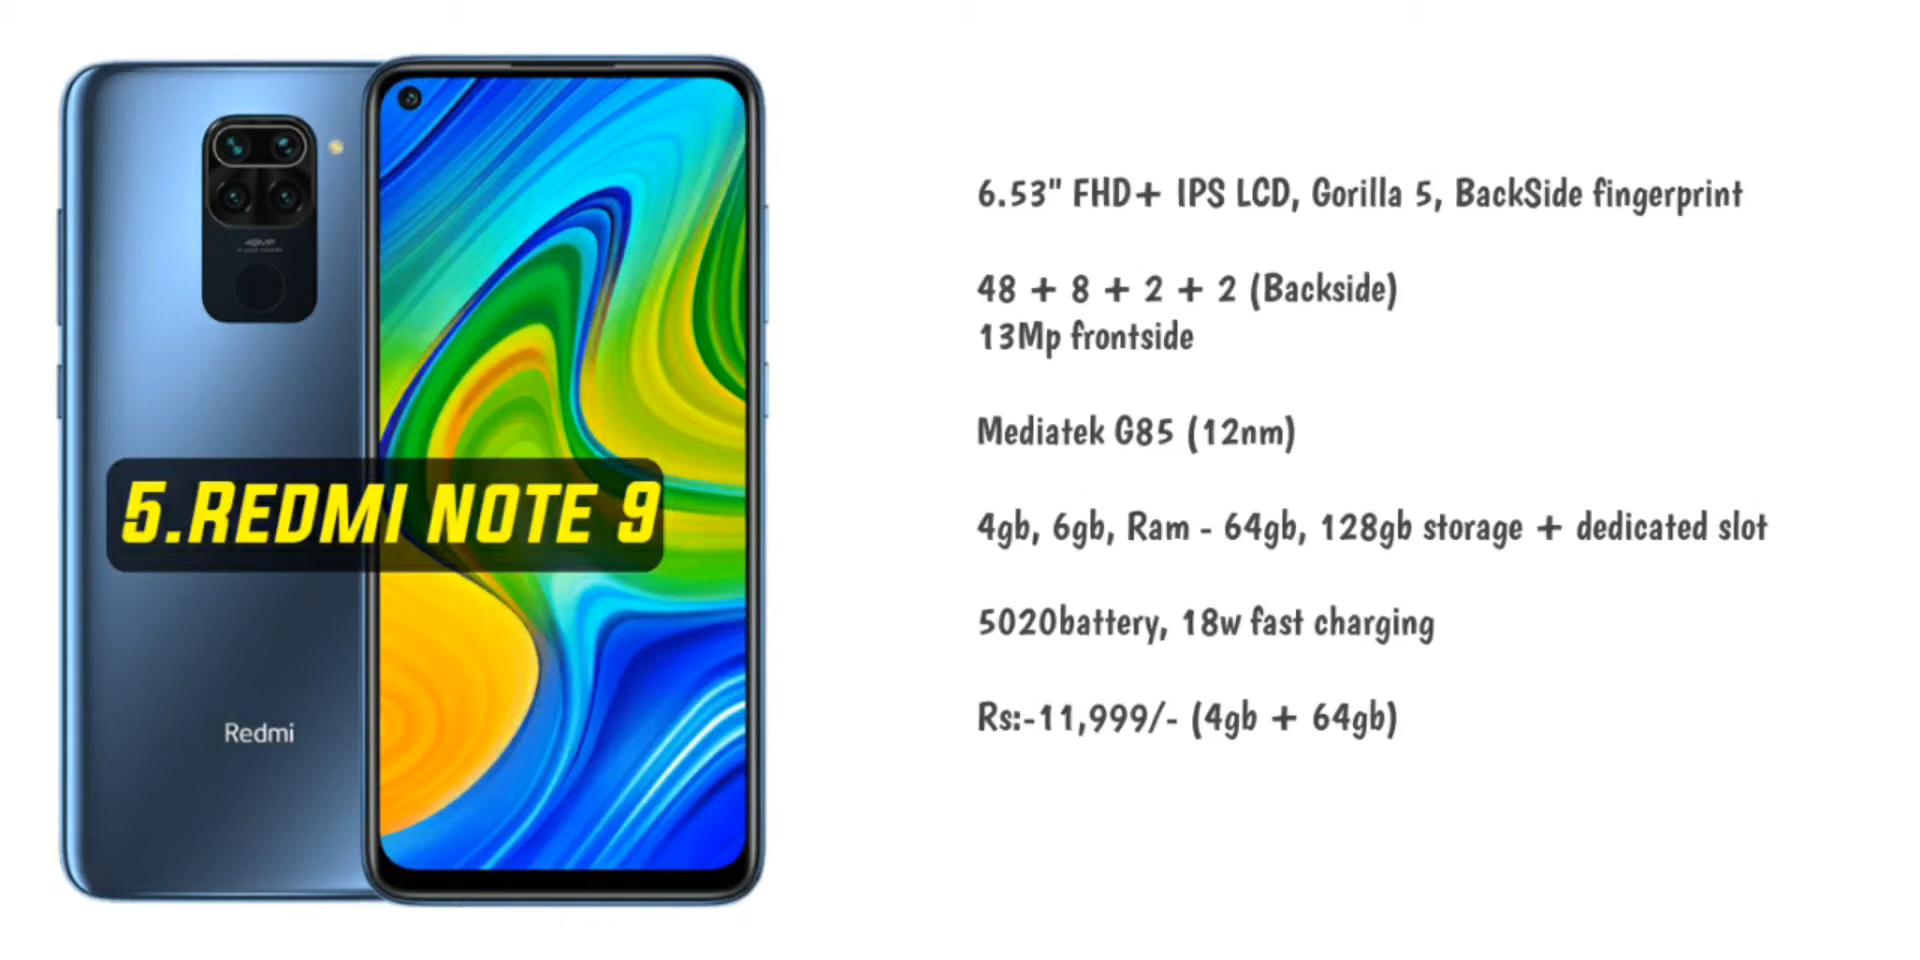 48MP
Redmi
5.REDMI NOTE 9
6.53" FHD+ IPS LCD, Gorilla 5, BackSide fingerprint
48 + 8 + 2 + 2 (Backside)
13Mp frontside
Mediatek G85 (12nm)
4gb, 6gb, Ram - 64gb, 128gb storage + dedicated slot
5020battery, 18w fast charging
Rs:-11,999/- (4gb + 64gb)